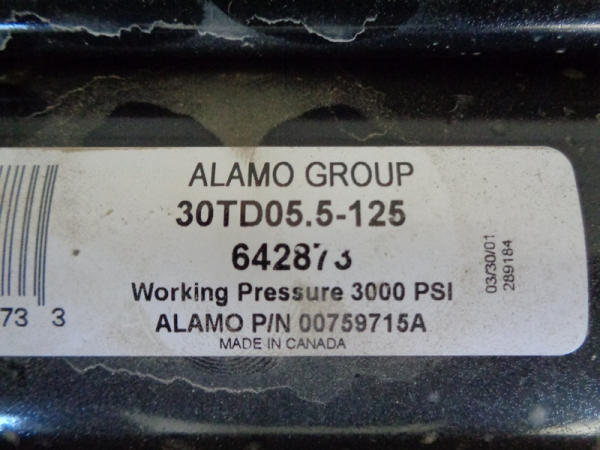 ALAMO GROUP
30TD05.5-125
642873
Working Pressure 3000 PSI
ALAMO P/N 00759715A
MADE IN CANADA
73 3
03/30/01
289184